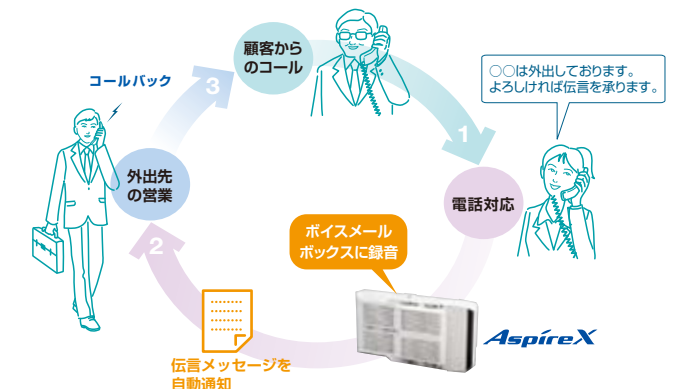 顧客から
のコール
コールバック
3
○○は外出しております。
よろしければ伝言を承ります。
1
外出先
の営業
電話対応
ボイスメール
ボックスに録音
2
AspireX
伝言メッセージを
自動通知